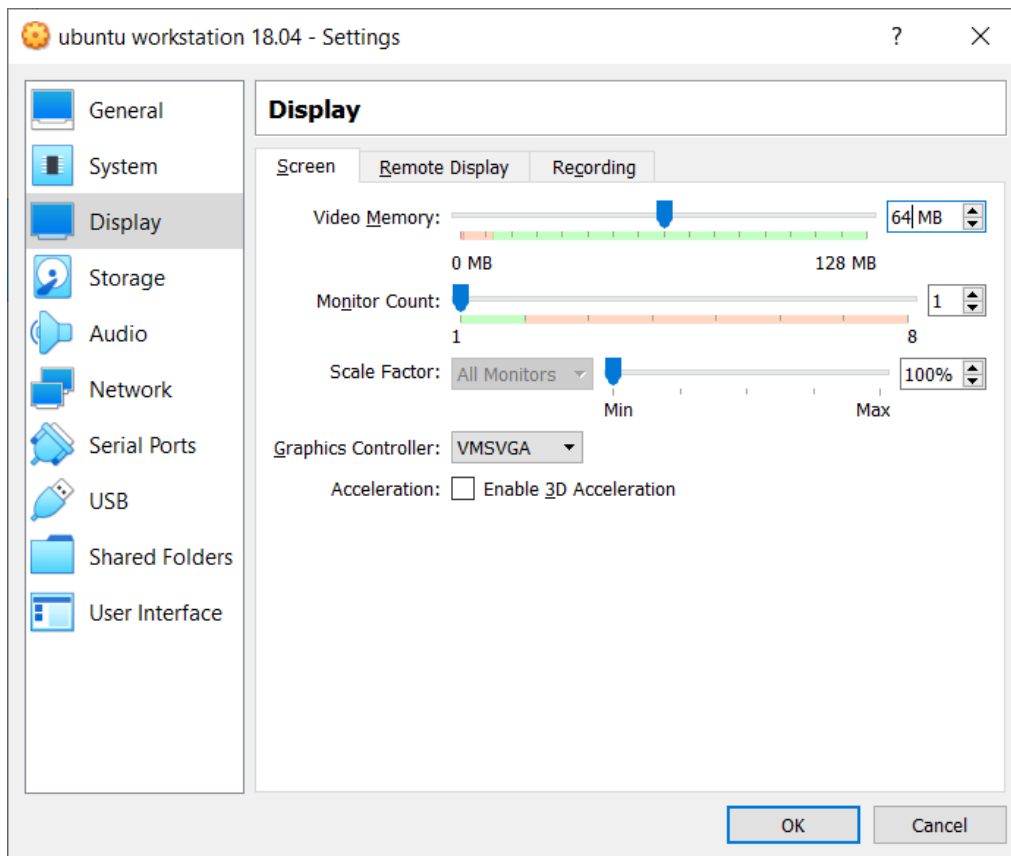 ubuntu workstation 18.04 - Settings
General
System
Display
Storage
Audio
Network
Serial Ports
USB
Shared Folders
User Interface
Display
Screen
Remote Display
Recording
Video Memory:
64 MB
0 MB
128 MB
Monitor Count:
1
1
8
Scale Factor:
All Monitors
100%
Min
Max
Graphics Controller:
VMSVGA
Acceleration:
Enable 3D Acceleration
OK
Cancel